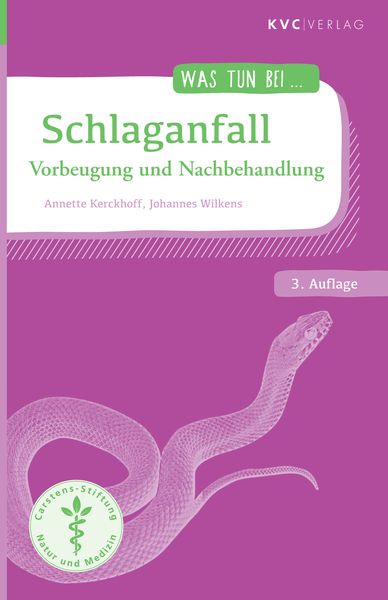 KVC|VERLAG
WAS TUN BEI ...
Schlaganfall
Vorbeugung und Nachbehandlung
Annette Kerckhoff, Johannes Wilkens
3. Auflage
Carstens-Stiftung
Natur und Medizin